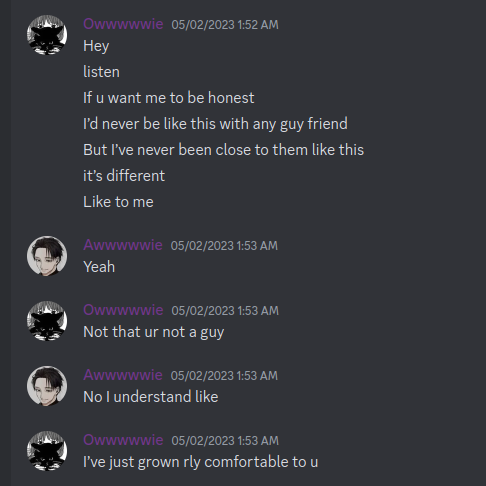 Owwwwwie 05/02/2023 1:52 AM
Hey
listen
If u want me to be honest
I'd never be like this with any guy friend
But I've never been close to them like this
it's different
Like to me
Awwwwwie 05/02/2023 1:53 AM
Yeah
Owwwwwie 05/02/2023 1:53 AM
Not that ur not a guy
Awwwwwie 05/02/2023 1:53 AM
No I understand like
Owwwwwie 05/02/2023 1:53 AM
I've just grown rly comfortable to u